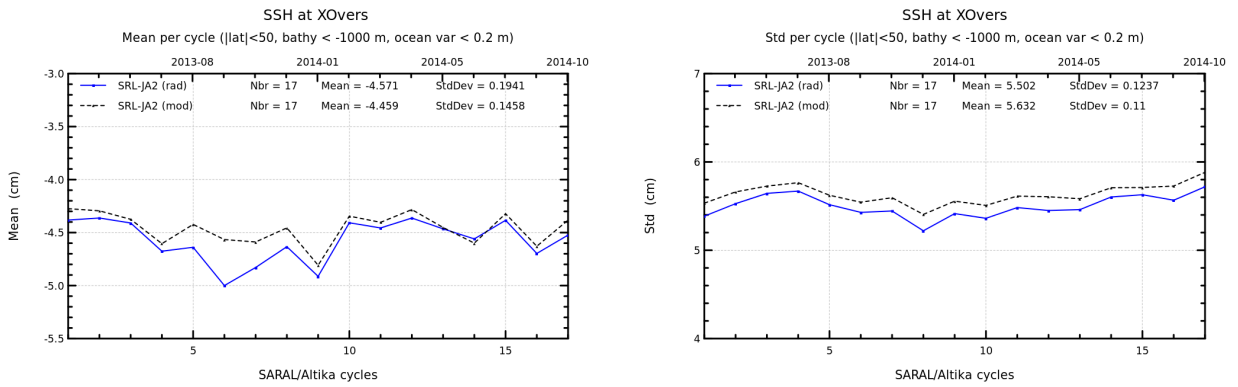 SSH at XOvers
Mean per cycle (|lat|<50, bathy < -1000 m, ocean var < 0.2 m)
2013-08 2014-01 2014-05 2014-10
-3.0
SRL-JA2 (rad) Nbr = 17 Mean = -4.571 StdDev = 0.1941
SRL-JA2 (mod) Nbr = 17 Mean = -4.459 StdDev = 0.1458
-3.5
-4.0
-4.5
-5.0
-5.5
Mean (cm)
5 10 15
SARAL/Altika cycles
SSH at XOvers
Std per cycle (|lat|<50, bathy < -1000 m, ocean var < 0.2 m)
2013-08 2014-01 2014-05 2014-10
7
SRL-JA2 (rad) Nbr = 17 Mean = 5.502 StdDev = 0.1237
SRL-JA2 (mod) Nbr = 17 Mean = 5.632 StdDev = 0.11
6
5
4
Std (cm)
5 10 15
SARAL/Altika cycles